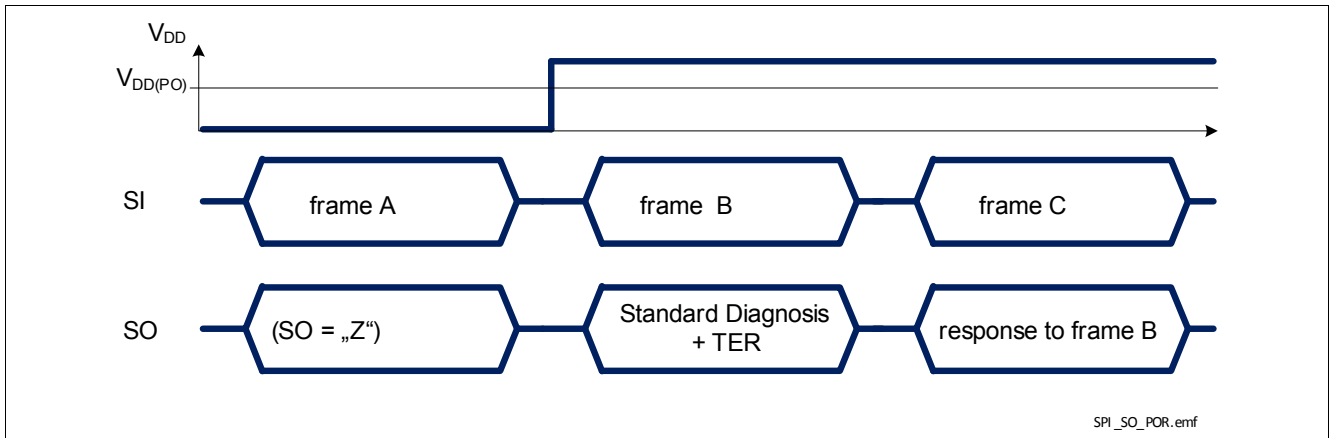 VDD
VDD(PO)
SI
frame A
frame B
frame C
SO
(SO = „Z“)
Standard Diagnosis
+ TER
response to frame B
SPI_SO_POR.emf